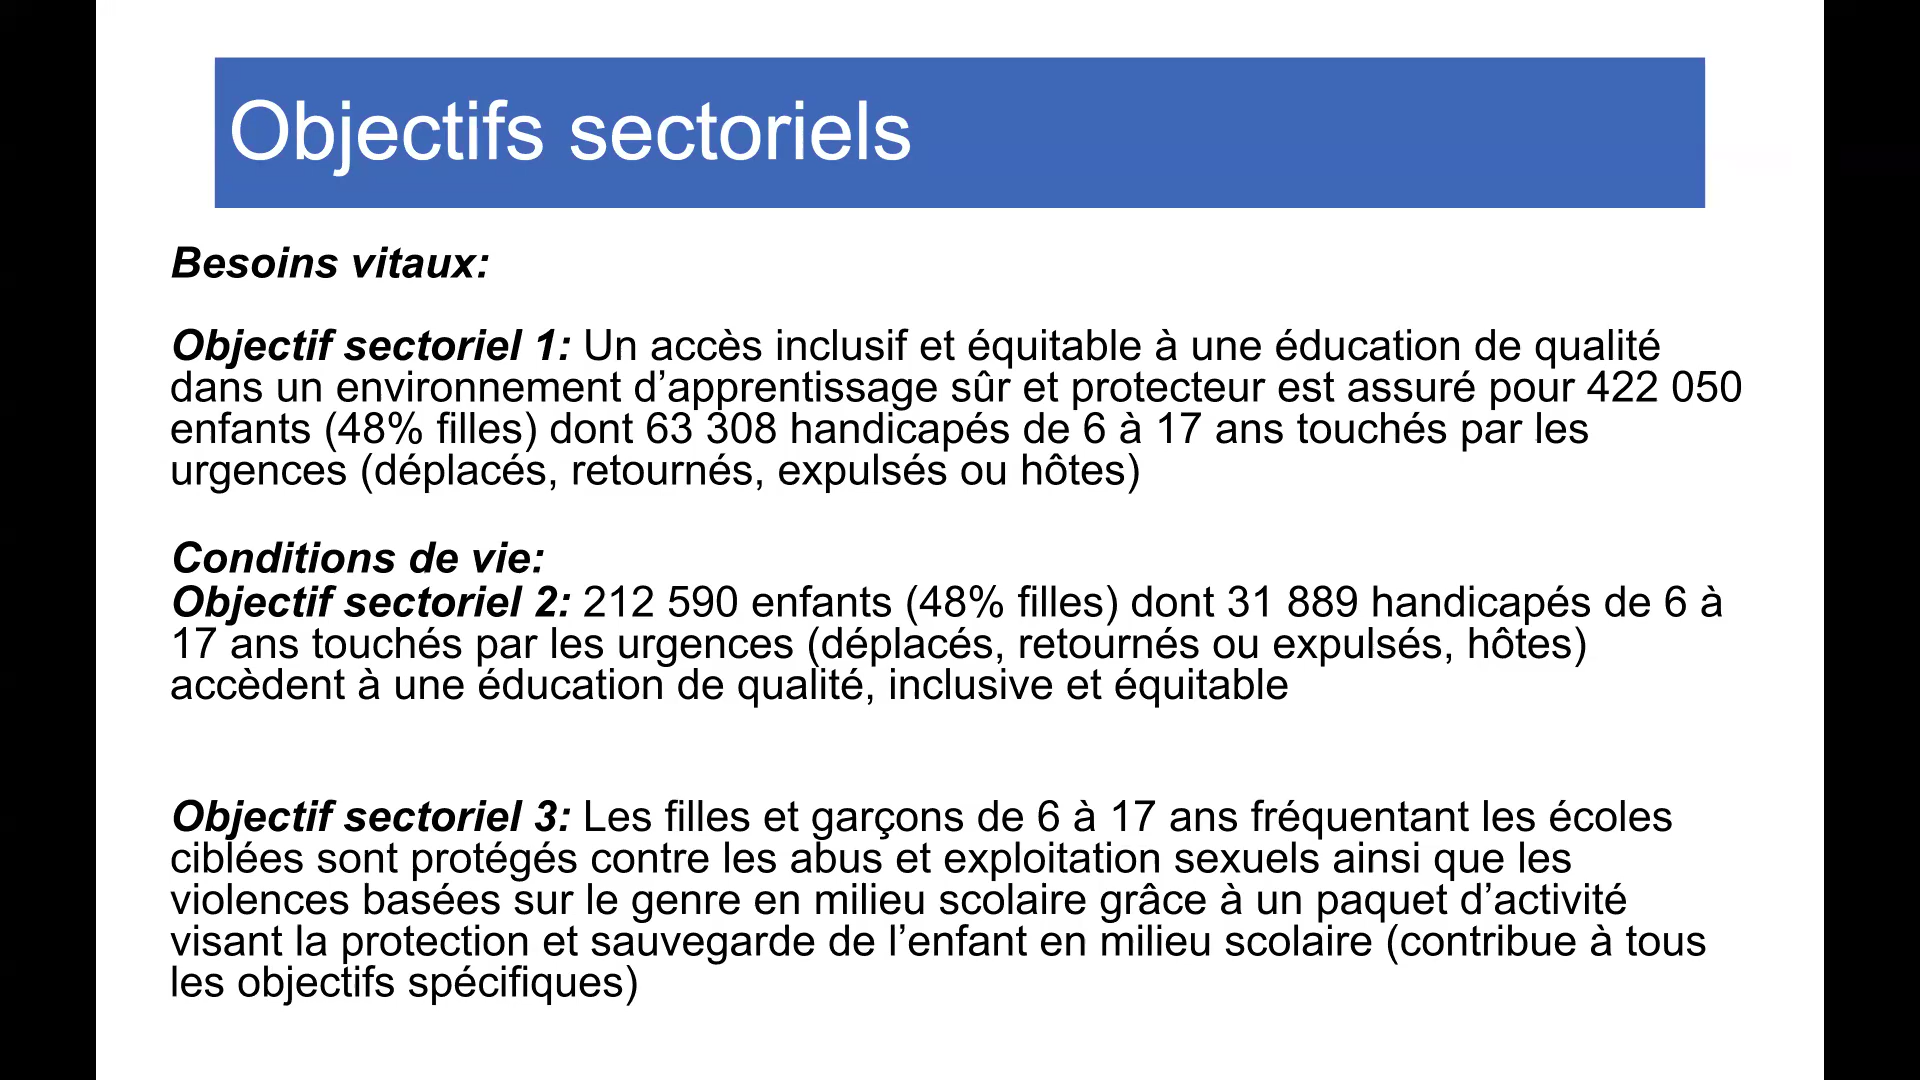 Objectifs sectoriels
Besoins vitaux:
Objectif sectoriel 1: Un accès inclusif et équitable à une éducation de qualité
dans un environnement d’apprentissage sûr et protecteur est assuré pour 422 050
enfants (48% filles) dont 63 308 handicapés de 6 à 17 ans touchés par les
urgences (déplacés, retournés, expulsés ou hôtes)
Conditions de vie:
Objectif sectoriel 2: 212 590 enfants (48% filles) dont 31 889 handicapés de 6 à
17 ans touchés par les urgences (déplacés, retournés ou expulsés, hôtes)
accèdent à une éducation de qualité, inclusive et équitable
Objectif sectoriel 3: Les filles et garçons de 6 à 17 ans fréquentant les écoles
ciblées sont protégés contre les abus et exploitation sexuels ainsi que les
violences basées sur le genre en milieu scolaire grâce à un paquet d’activité
visant la protection et sauvegarde de l’enfant en milieu scolaire (contribue à tous
les objectifs spécifiques)